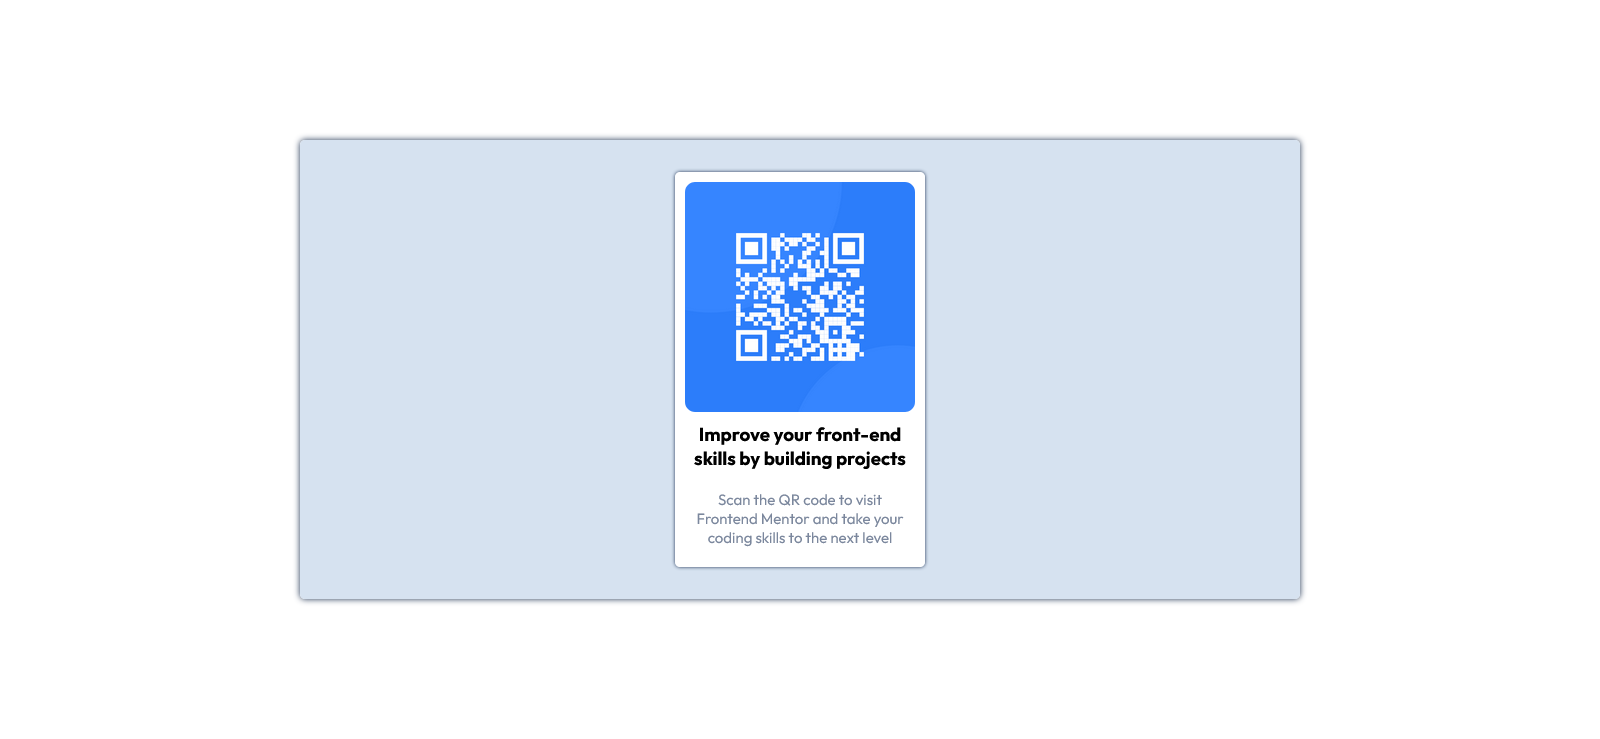 Improve your front-end
skills by building projects
Scan the QR code to visit
Frontend Mentor and take your
coding skills to the next level